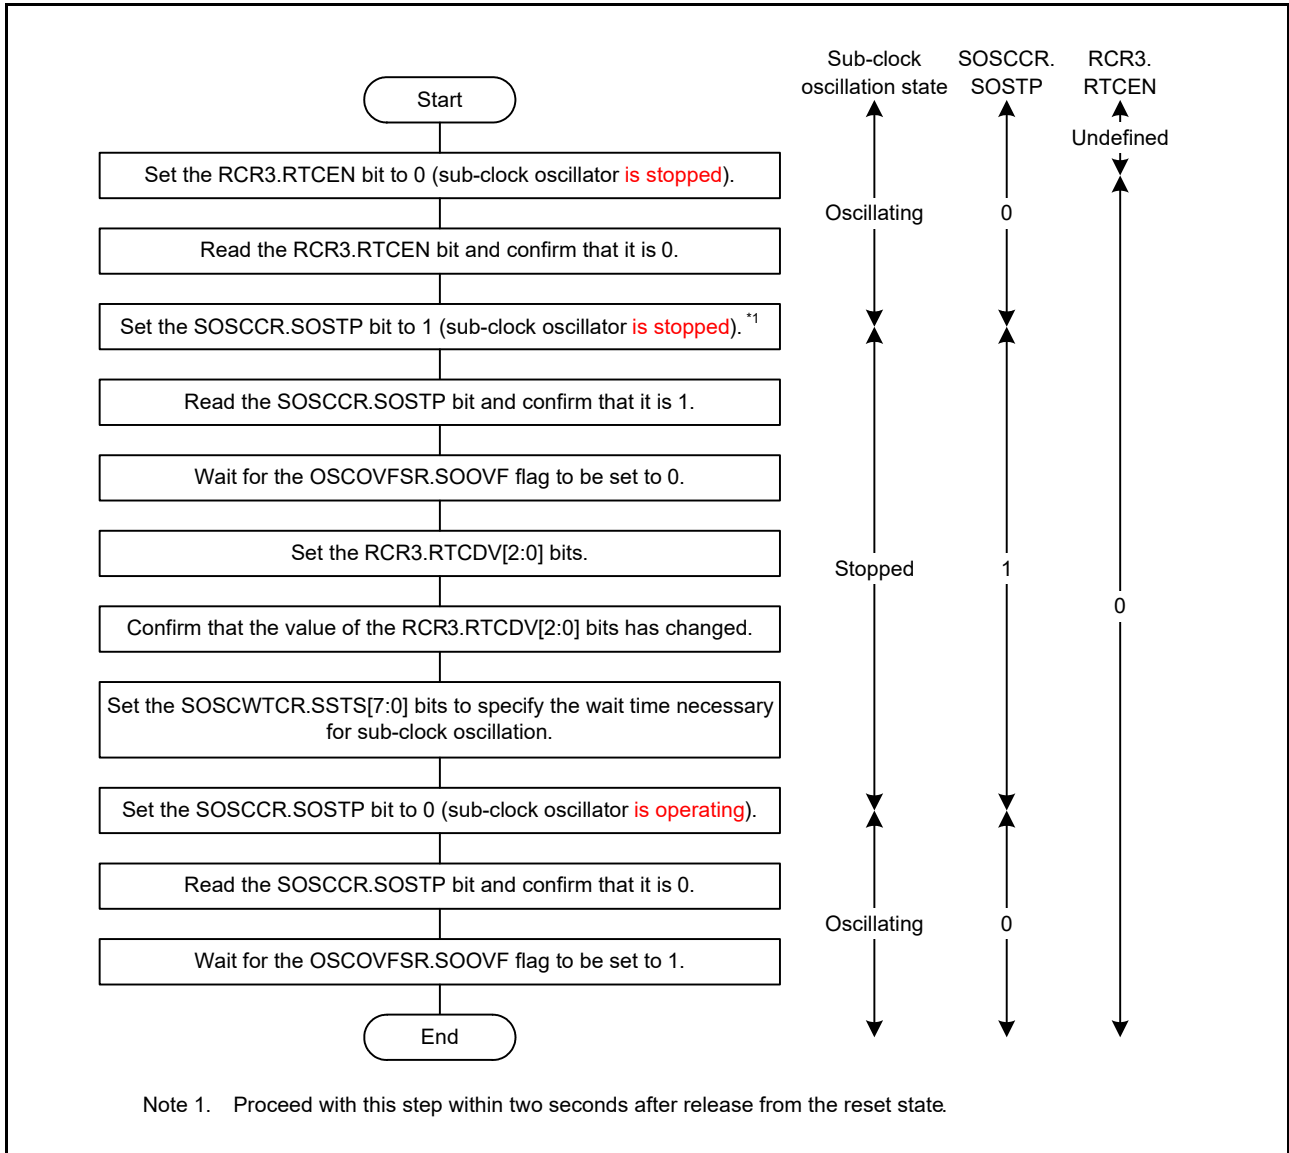 Sub-clock oscillation state
SOSCCR. SOSTP
RCR3. RTCEN
Start
Undefined
Set the RCR3.RTCEN bit to 0 (sub-clock oscillator is stopped).
Oscillating
0
Read the RCR3.RTCEN bit and confirm that it is 0.
Set the SOSCCR.SOSTP bit to 1 (sub-clock oscillator is stopped). *1
Read the SOSCCR.SOSTP bit and confirm that it is 1.
Wait for the OSCOVFSR.SOOVF flag to be set to 0.
Set the RCR3.RTCDV[2:0] bits.
Stopped
1
0
Confirm that the value of the RCR3.RTCDV[2:0] bits has changed.
Set the SOSCWTCR.SSTS[7:0] bits to specify the wait time necessary
for sub-clock oscillation.
Set the SOSCCR.SOSTP bit to 0 (sub-clock oscillator is operating).
Read the SOSCCR.SOSTP bit and confirm that it is 0.
Oscillating
0
Wait for the OSCOVFSR.SOOVF flag to be set to 1.
End
Note 1. Proceed with this step within two seconds after release from the reset state.